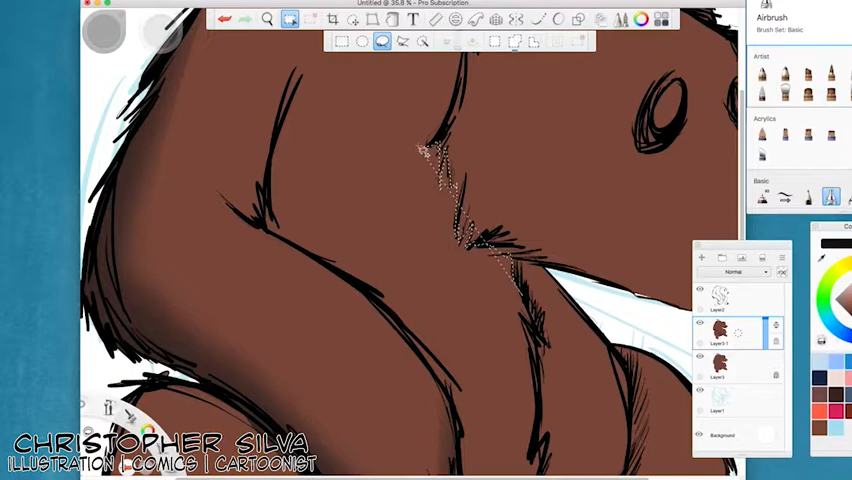 Untitled @ 35.8 % - Pro Subscription
Airbrush
Brush Set: Basic
Artist
Acrylics
Basic
Co
Normal
Layer2
Layer3-1
Layer3
Layer1
Background
CHRISTOPHER SILVA
ILLUSTRATION | COMICS | CARTOONIST